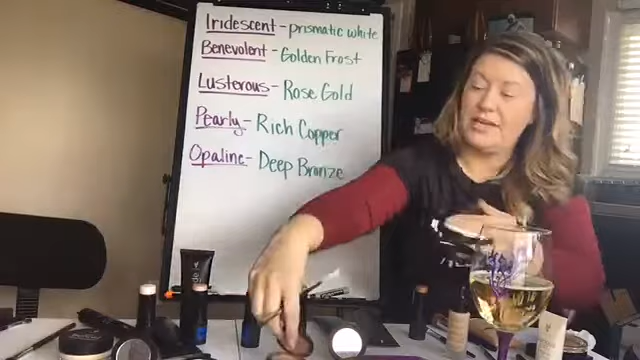 Iridescent - prismatic white
Benevolent - Golden Frost
Lusterous - Rose Gold
Pearly - Rich Copper
Opaline - Deep Bronze